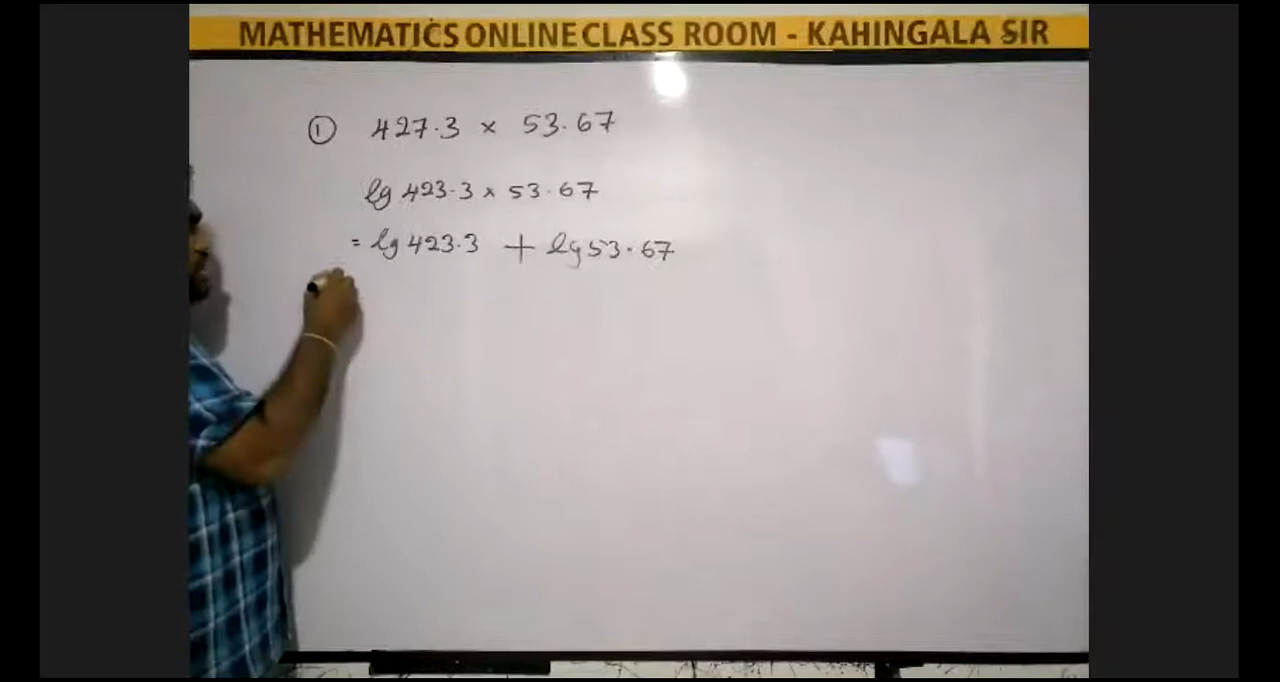 MATHEMATICS ONLINE CLASS ROOM - KAHINGALA SIR
① 427.3 × 53.67
lg 423.3 × 53.67
= lg 423.3 + lg 53.67